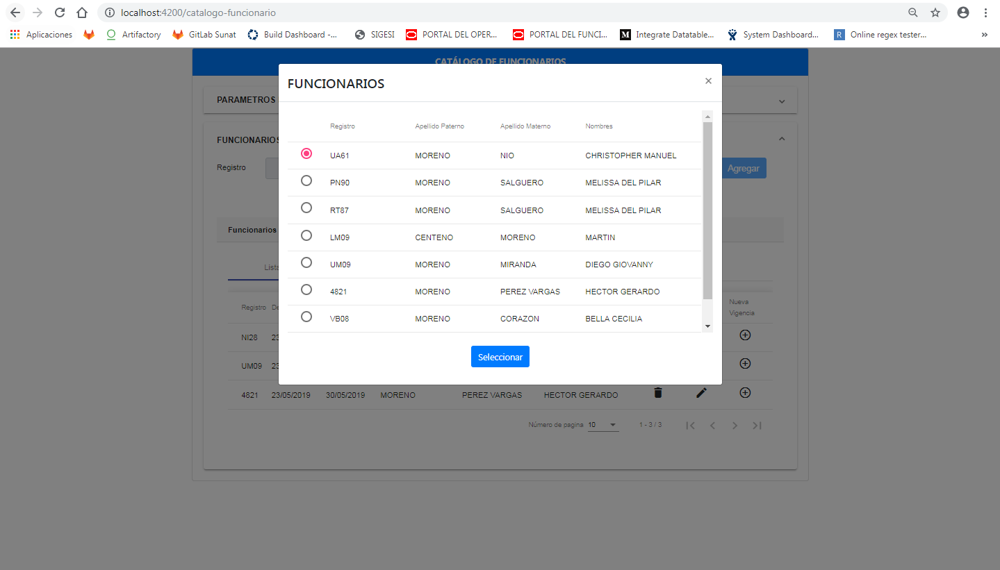 localhost:4200/catalogo-funcionario
Aplicaciones Artifactory GitLab Sunat Build Dashboard -... SIGESI PORTAL DEL OPER... PORTAL DEL FUNCI... M Integrate Datatable... System Dashboard... R Online regex tester... »
CATÁLOGO DE FUNCIONARIOS
PARAMETROS
FUNCIONARIOS
Registro
Agregar
Funcionarios
Lista
Registro De
Nueva
Vigencia
NI28 23
UM09 23
4821 23/05/2019 30/05/2019 MORENO PEREZ VARGAS HECTOR GERARDO
Número de pagina 10 1 - 3 / 3
FUNCIONARIOS ×
Registro Apellido Paterno Apellido Materno Nombres
UA61 MORENO NIO CHRISTOPHER MANUEL
PN90 MORENO SALGUERO MELISSA DEL PILAR
RT87 MORENO SALGUERO MELISSA DEL PILAR
LM09 CENTENO MORENO MARTIN
UM09 MORENO MIRANDA DIEGO GIOVANNY
4821 MORENO PEREZ VARGAS HECTOR GERARDO
VB08 MORENO CORAZON BELLA CECILIA
Seleccionar